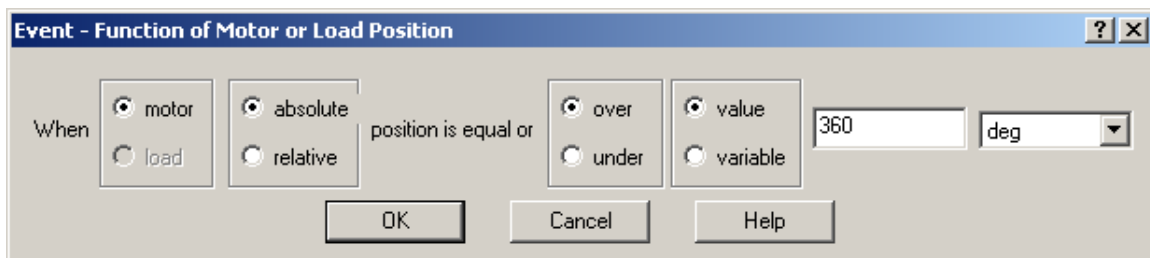 Event - Function of Motor or Load Position
When
motor
load
absolute
relative
position is equal or
over
under
value
variable
360
deg
OK
Cancel
Help